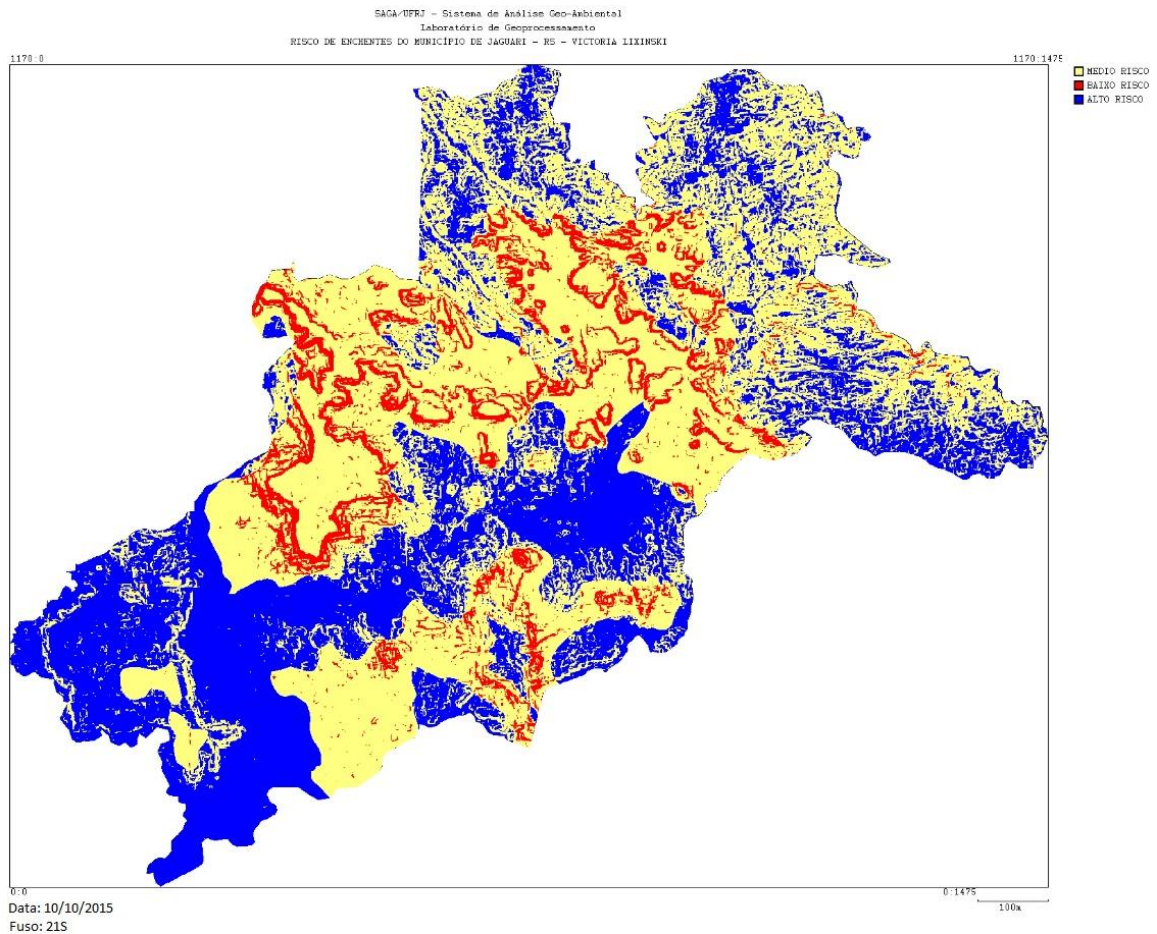 SAGA/UFRJ - Sistema de Análise Geo-Ambiental
Laboratório de Geoprocessamento
RISCO DE ENCHENTES DO MUNICÍPIO DE JAGUARI - RS - VICTORIA LIXINSKI
1170:0
1170:1475
MEDIO RISCO
BAIXO RISCO
ALTO RISCO
0:0
0:1475
100m
Data: 10/10/2015
Fuso: 21S